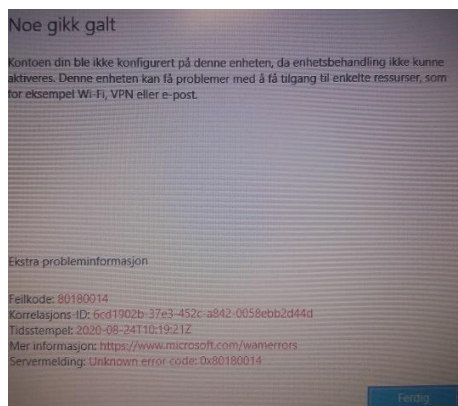 Noe gikk galt
Kontoen din ble ikke konfigurert på denne enheten, da enhetsbehandling ikke kunne
aktiveres. Denne enheten kan få problemer med å få tilgang til enkelte ressurser, som
for eksempel Wi-Fi, VPN eller e-post.
Ekstra probleminformasjon
Feilkode: 80180014
Korrelasjons-ID: 6cd1902b-37e3-452c-a842-0058ebb2d44d
Tidsstempel: 2020-08-24T10:19:21Z
Mer informasjon: https://www.microsoft.com/wamerrors
Servermelding: Unknown error code: 0x80180014
Ferdig